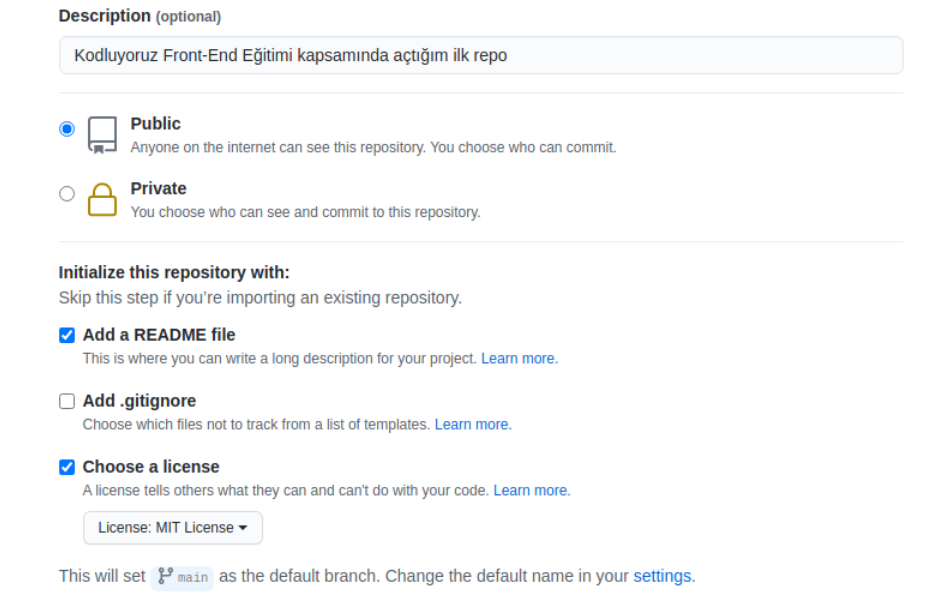 Description (optional)
Kodluyoruz Front-End Eğitimi kapsamında açtığım ilk repo
Public
Anyone on the internet can see this repository. You choose who can commit.
Private
You choose who can see and commit to this repository.
Initialize this repository with:
Skip this step if you’re importing an existing repository.
Add a README file
This is where you can write a long description for your project. Learn more.
Add .gitignore
Choose which files not to track from a list of templates. Learn more.
Choose a license
A license tells others what they can and can't do with your code. Learn more.
License: MIT License
This will set main as the default branch. Change the default name in your settings.